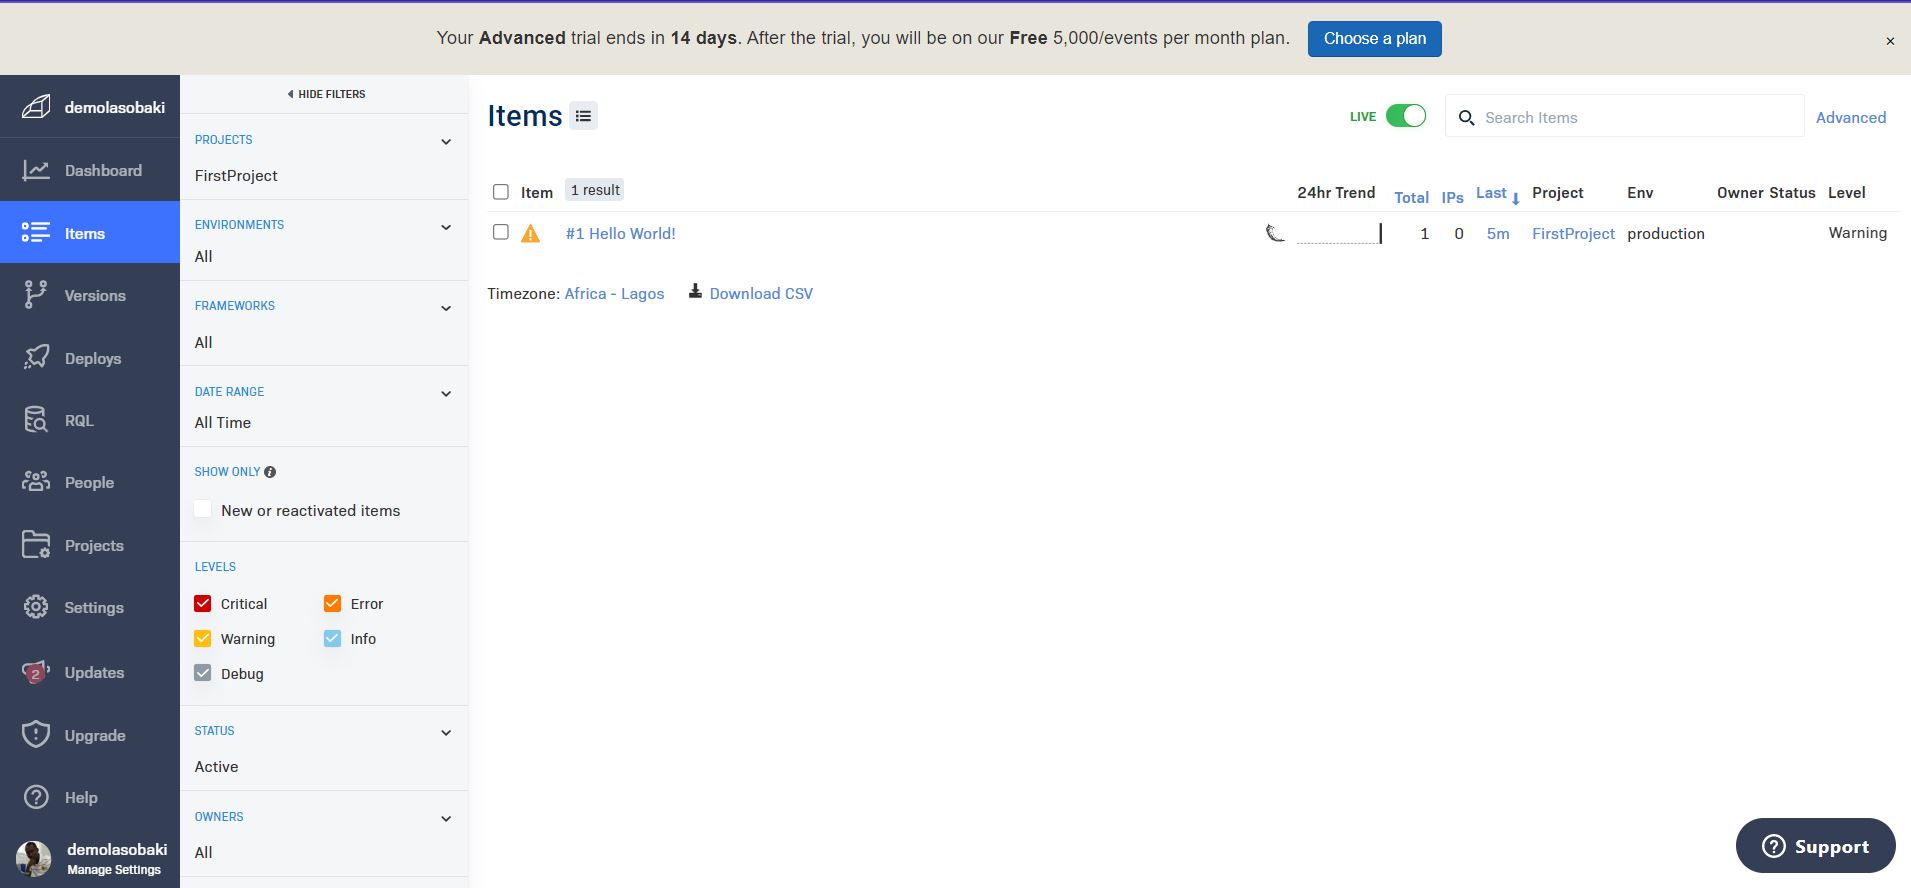 Your Advanced trial ends in 14 days. After the trial, you will be on our Free 5,000/events per month plan.
Choose a plan
×
demolasobaki
Dashboard
Items
Versions
Deploys
RQL
People
Projects
Settings
2
Updates
Upgrade
Help
demolasobaki
Manage Settings
HIDE FILTERS
PROJECTS
FirstProject
ENVIRONMENTS
All
FRAMEWORKS
All
DATE RANGE
All Time
SHOW ONLY
New or reactivated items
LEVELS
Critical
Error
Warning
Info
Debug
STATUS
Active
OWNERS
All
Items
LIVE
Search Items
Advanced
Item 1 result 24hr Trend Total IPs Last Project Env Owner Status Level
#1 Hello World! 1 0 5m FirstProject production Warning
Timezone: Africa - Lagos Download CSV
Support